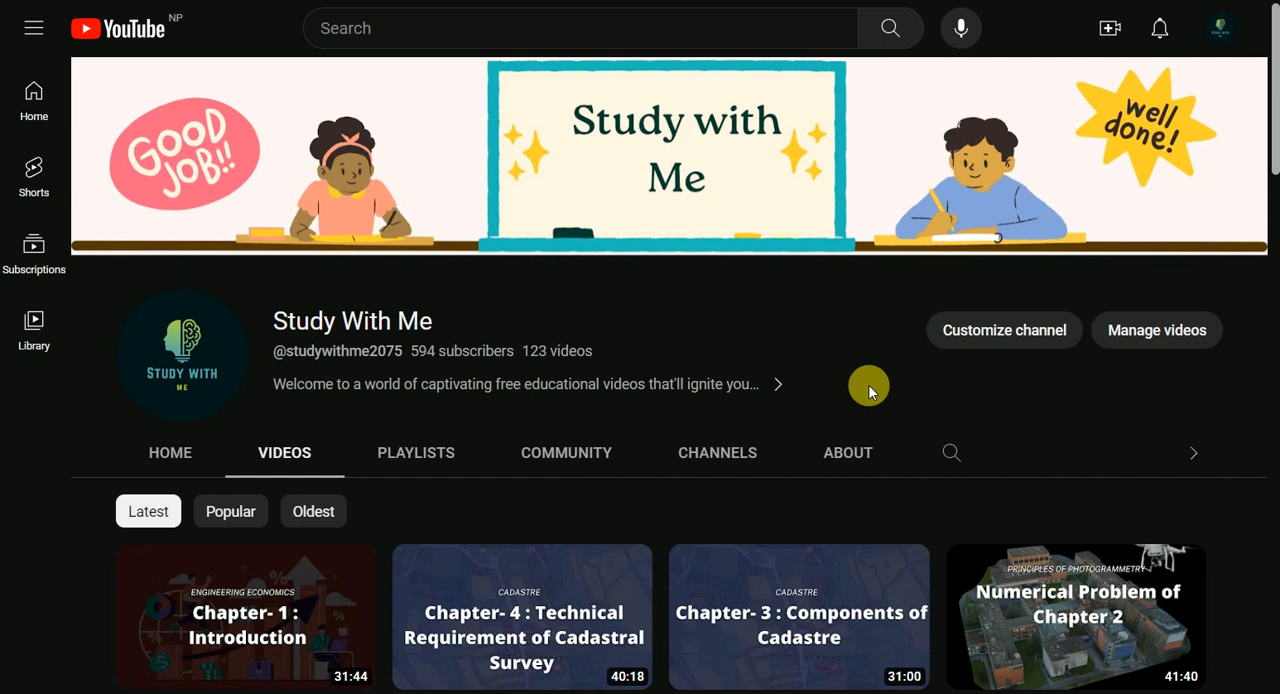 YouTube NP
Search
Home
Shorts
Subscriptions
Library
GOOD
JOB!!
Study with
Me
well
done!
STUDY WITH
ME
Study With Me
@studywithme2075 594 subscribers 123 videos
Welcome to a world of captivating free educational videos that'll ignite you...
Customize channel
Manage videos
HOME VIDEOS PLAYLISTS COMMUNITY CHANNELS ABOUT
Latest Popular Oldest
ENGINEERING ECONOMICS
Chapter- 1 :
Introduction
31:44
CADASTRE
Chapter- 4 : Technical
Requirement of Cadastral
Survey
40:18
CADASTRE
Chapter- 3 : Components of
Cadastre
31:00
PRINCIPLES OF PHOTOGRAMMETRY
Numerical Problem of
Chapter 2
41:40